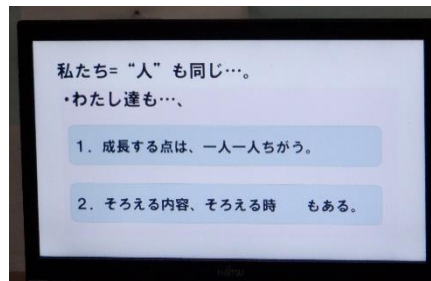 私たち=“人”も同じ…。
・わたし達も…、
1．成長する点は、一人一人ちがう。
2．そろえる内容、そろえる時　　もある。
FUJITSU